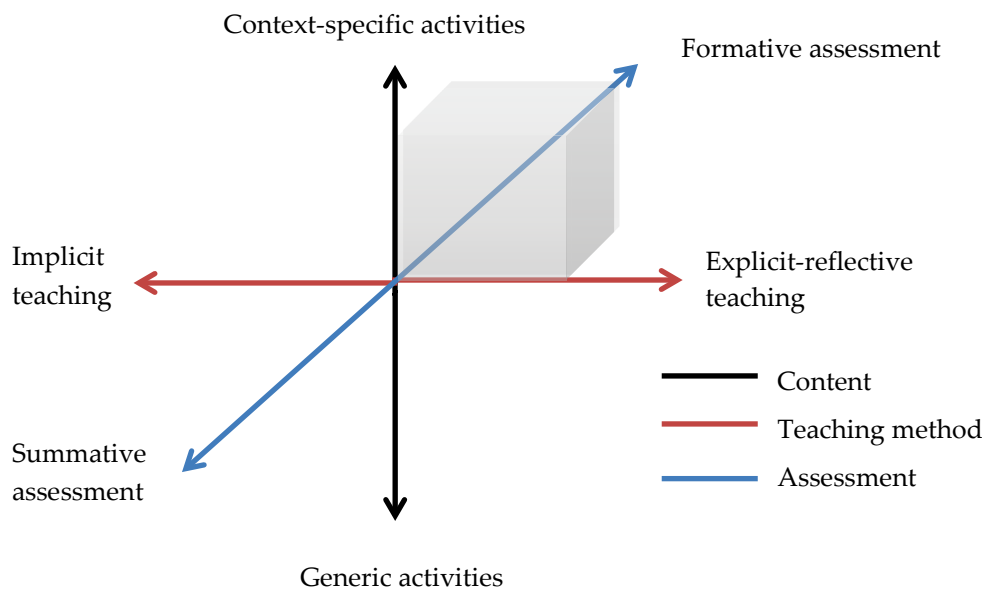 Context-specific activities
Formative assessment
Implicit
teaching
Explicit-reflective
teaching
Content
Teaching method
Summative
assessment
Assessment
Generic activities